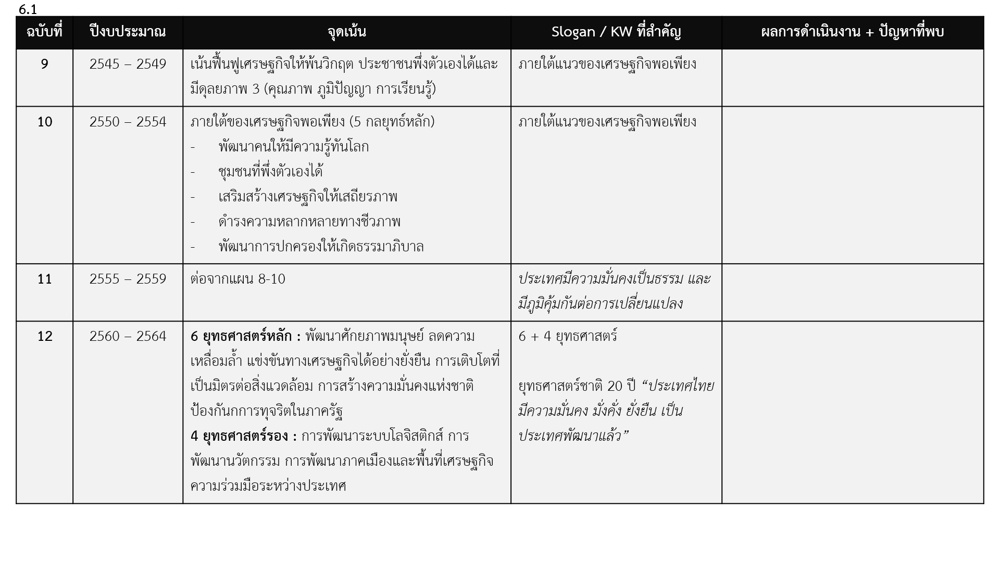 6.1
ฉบับที่ ปีงบประมาณ จุดเน้น Slogan / KW ที่สำคัญ ผลการดำเนินงาน + ปัญหาที่พบ
9 2545 – 2549 เน้นฟื้นฟูเศรษฐกิจให้พ้นวิกฤต ประชาชนพึ่งตัวเองได้และ ภายใต้แนวของเศรษฐกิจพอเพียง
มีดุลยภาพ 3 (คุณภาพ ภูมิปัญญา การเรียนรู้)
10 2550 – 2554 ภายใต้ของเศรษฐกิจพอเพียง (5 กลยุทธ์หลัก) ภายใต้แนวของเศรษฐกิจพอเพียง
- พัฒนาคนให้มีความรู้ทันโลก
- ชุมชนที่พึ่งตัวเองได้
- เสริมสร้างเศรษฐกิจให้เสถียรภาพ
- ดำรงความหลากหลายทางชีวภาพ
- พัฒนาการปกครองให้เกิดธรรมาภิบาล
11 2555 – 2559 ต่อจากแผน 8-10 ประเทศมีความมั่นคงเป็นธรรม และ
มีภูมิคุ้มกันต่อการเปลี่ยนแปลง
12 2560 – 2564 6 ยุทธศาสตร์หลัก : พัฒนาศักยภาพมนุษย์ ลดความ 6 + 4 ยุทธศาสตร์
เหลื่อมล้ำ แข่งขันทางเศรษฐกิจได้อย่างยั่งยืน การเติบโตที่
เป็นมิตรต่อสิ่งแวดล้อม การสร้างความมั่นคงแห่งชาติ ยุทธศาสตร์ชาติ 20 ปี “ประเทศไทย
ป้องกันกการทุจริตในภาครัฐ มีความมั่นคง มั่งคั่ง ยั่งยืน เป็น
4 ยุทธศาสตร์รอง : การพัฒนาระบบโลจิสติกส์ การ ประเทศพัฒนาแล้ว”
พัฒนานวัตกรรม การพัฒนาภาคเมืองและพื้นที่เศรษฐกิจ
ความร่วมมือระหว่างประเทศ